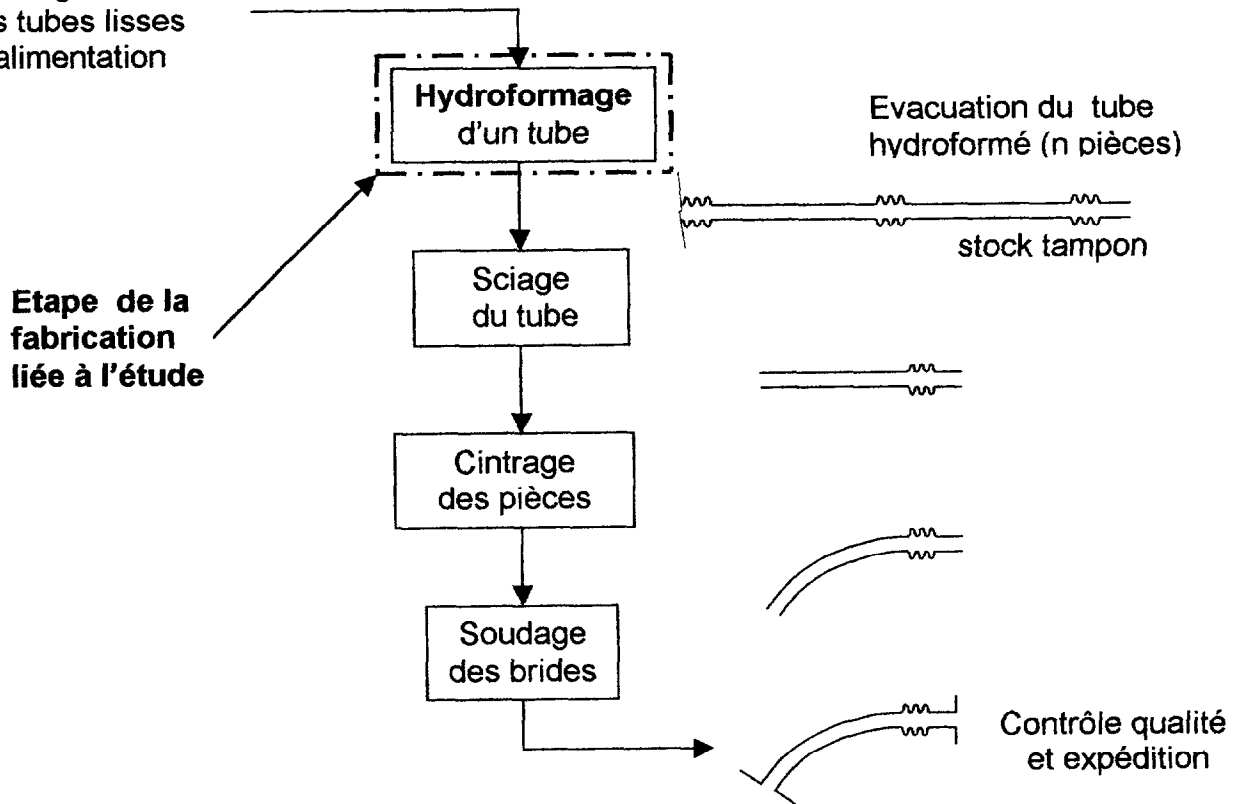 s tubes lisses
alimentation
Hydroformage
d'un tube
Evacuation du tube
hydroformé (n pièces)
stock tampon
Etape de la
fabrication
liée à l'étude
Sciage
du tube
Cintrage
des pièces
Soudage
des brides
Contrôle qualité
et expédition